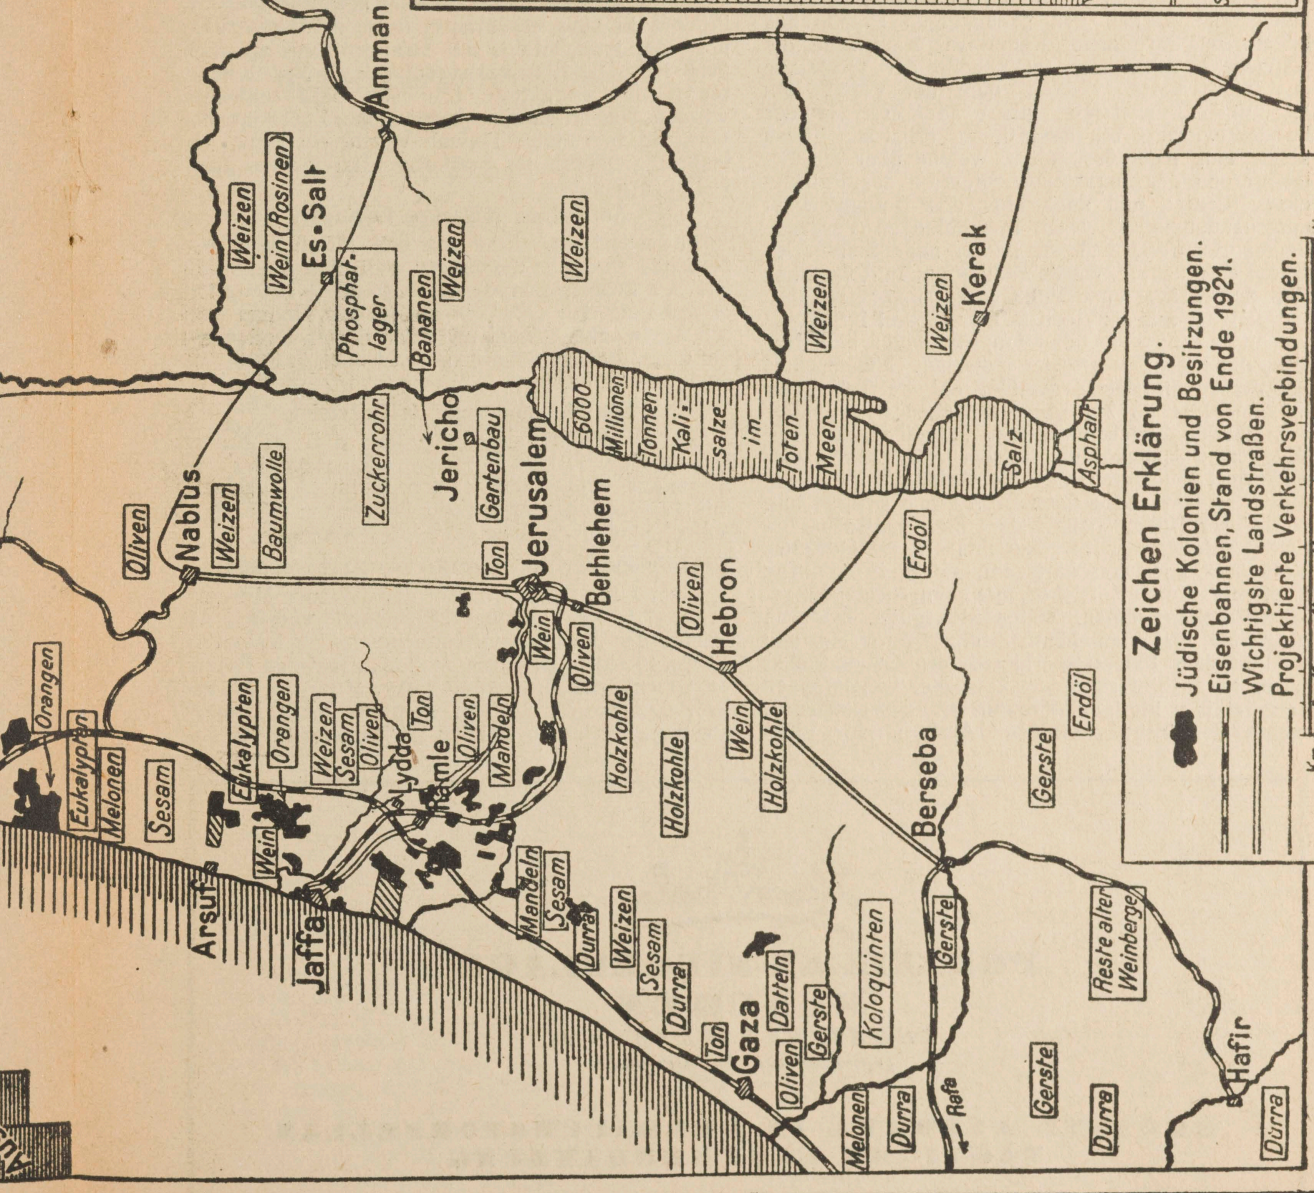 Orangen
Eukalypten
Melonen
Oliven
Sesam
Nablus
Arsuf
Weizen
Eukalypten
Weizen
Wein
Orangen
Baumwolle
Wein (Rosinen)
Jaffa
Es-Salt
Weizen
Sesam
Oliven
Phosphat-
lager
Zuckerrohr
Amman
Lydda
Ton
Ramle
Bananen
Jericho
Weizen
Oliven
Mandeln
Gartenbau
Ton
Mandeln
Sesam
Durra
Wein
Jerusalem
Oliven
Bethlehem
Weizen
6000
Millionen
Tonnen
Kali-
salze
im
Toten
Meer
Holzkohle
Weizen
Sesam
Durra
Holzkohle
Oliven
Ton
Hebron
Gaza
Wein
Holzkohle
Datteln
Oliven
Gerste
Weizen
Melonen
Koloquinten
Durra
Erdöl
Berseba
Weizen
Gerste
Rafa
Kerak
Salz
Gerste
Gerste
Erdöl
Asphalt
Durra
Reste alter
Weinberge
Hafir
Durra
Zeichen Erklärung.
Jüdische Kolonien und Besitzungen.
Eisenbahnen, Stand von Ende 1921.
Wichtigste Landstraßen.
Projektierte Verkehrsverbindungen.